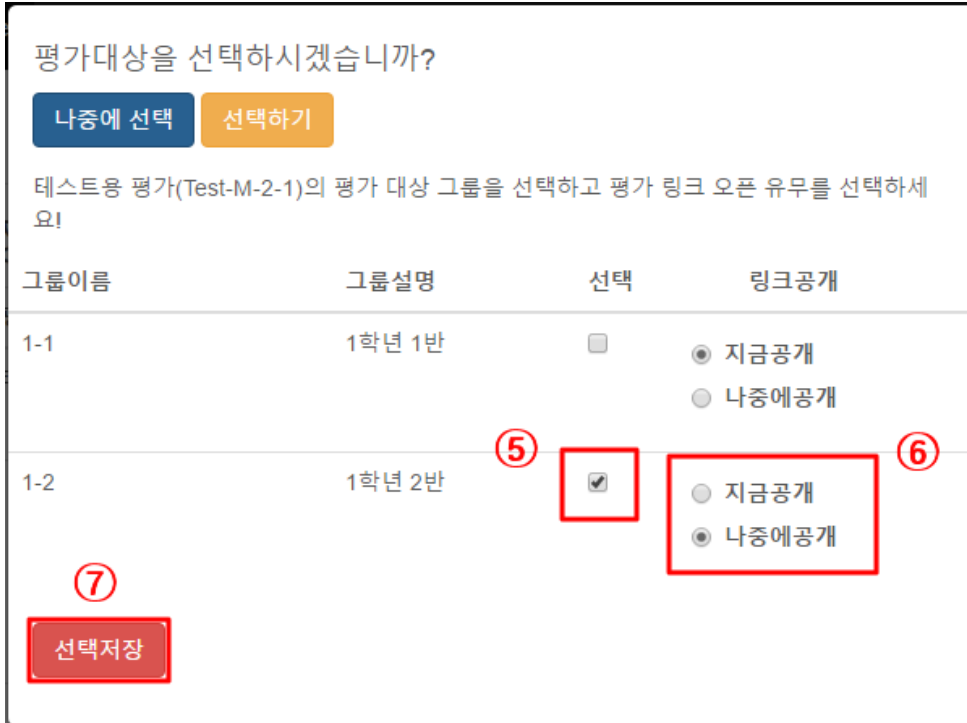 평가대상을 선택하시겠습니까?
나중에 선택 선택하기
테스트용 평가(Test-M-2-1)의 평가 대상 그룹을 선택하고 평가 링크 오픈 유무를 선택하세
요!
그룹이름 그룹설명 선택 링크공개
1-1 1학년 1반 지금공개
나중에공개
⑤ ⑥
1-2 1학년 2반 지금공개
나중에공개
⑦
선택저장